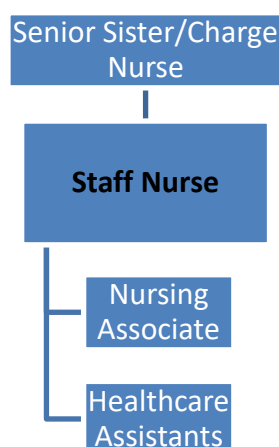 Senior Sister/Charge
Nurse
Staff Nurse
Nursing
Associate
Healthcare
Assistants